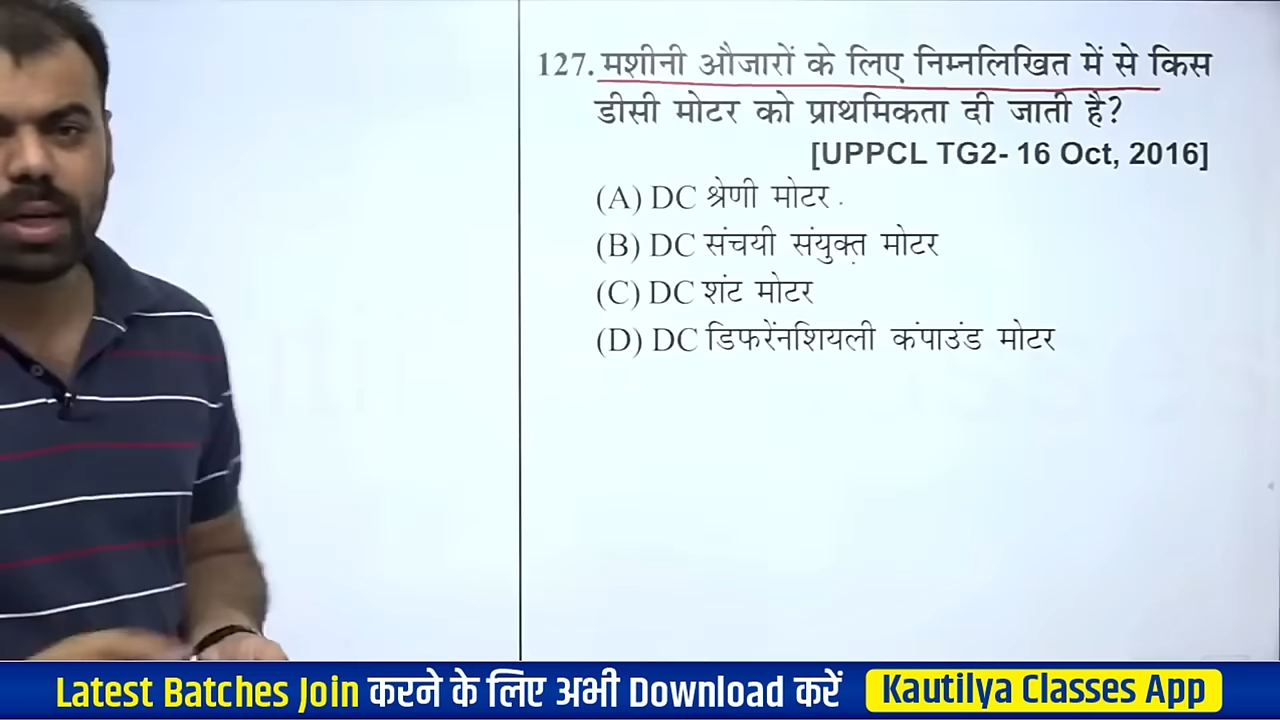 127. मशीनी औजारों के लिए निम्नलिखित में से किस
डीसी मोटर को प्राथमिकता दी जाती है?
[UPPCL TG2- 16 Oct, 2016]
(A) DC श्रेणी मोटर
(B) DC संचयी संयुक्त मोटर
(C) DC शंट मोटर
(D) DC डिफरेंनशियली कंपाउंड मोटर
Latest Batches Join करने के लिए अभी Download करें Kautilya Classes App